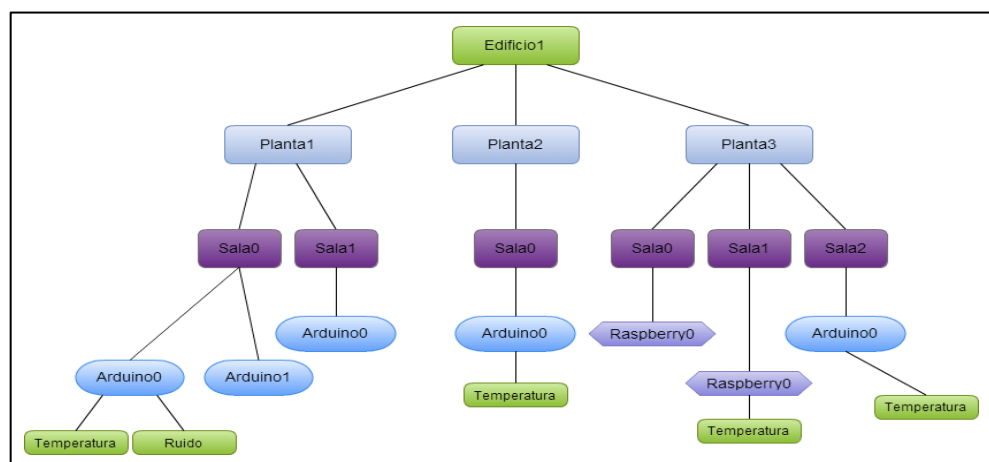 Edificio1
Planta1
Planta2
Planta3
Sala0
Sala1
Sala0
Sala0
Sala1
Sala2
Arduino0
Arduino0
Raspberry0
Arduino0
Arduino0
Arduino1
Raspberry0
Temperatura
Temperatura
Temperatura
Ruido
Temperatura